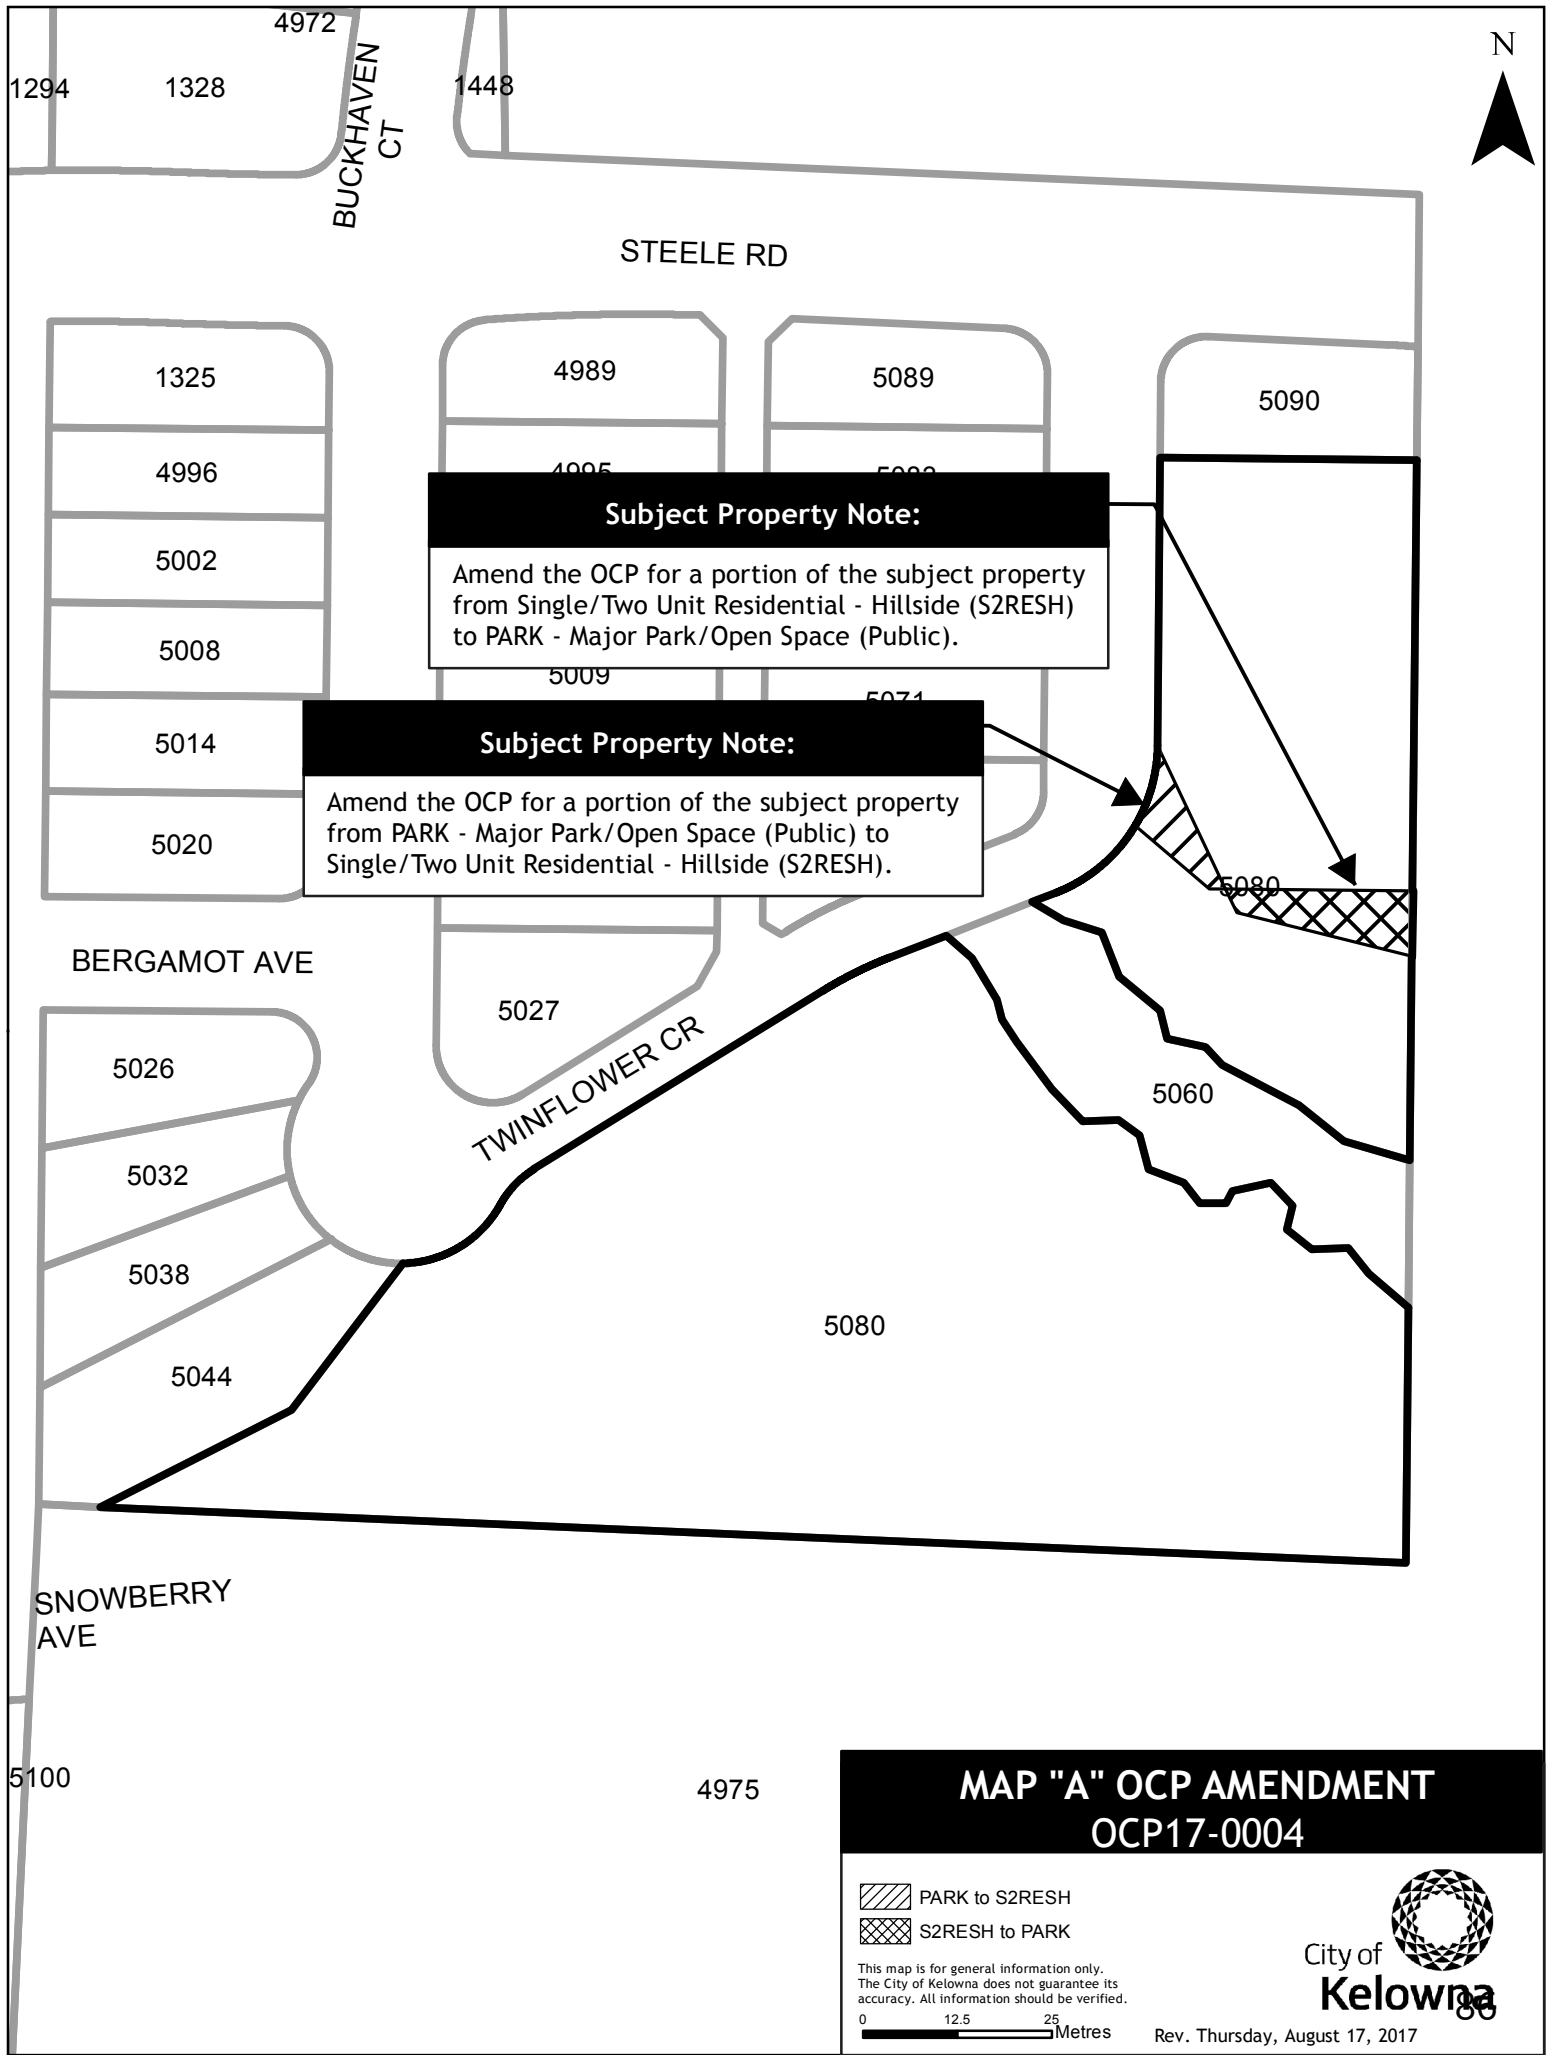 4972
1294
1328
BUCKHAVEN
CT
1448
N
STEELE RD
1325
4989
5089
5090
4996
4995
5083
Subject Property Note:
Amend the OCP for a portion of the subject property
from Single/Two Unit Residential - Hillside (S2RESH)
to PARK - Major Park/Open Space (Public).
5002
5008
5009
5071
5014
Subject Property Note:
Amend the OCP for a portion of the subject property
from PARK - Major Park/Open Space (Public) to
Single/Two Unit Residential - Hillside (S2RESH).
5020
5080
BERGAMOT AVE
5027
TWINFLOWER CR
5026
5060
5032
5038
5080
5044
SNOWBERRY
AVE
5100
4975
MAP "A" OCP AMENDMENT
OCP17-0004
PARK to S2RESH
S2RESH to PARK
This map is for general information only.
The City of Kelowna does not guarantee its
accuracy. All information should be verified.
0 12.5 25
Metres
City of
Kelowna
86
Rev. Thursday, August 17, 2017